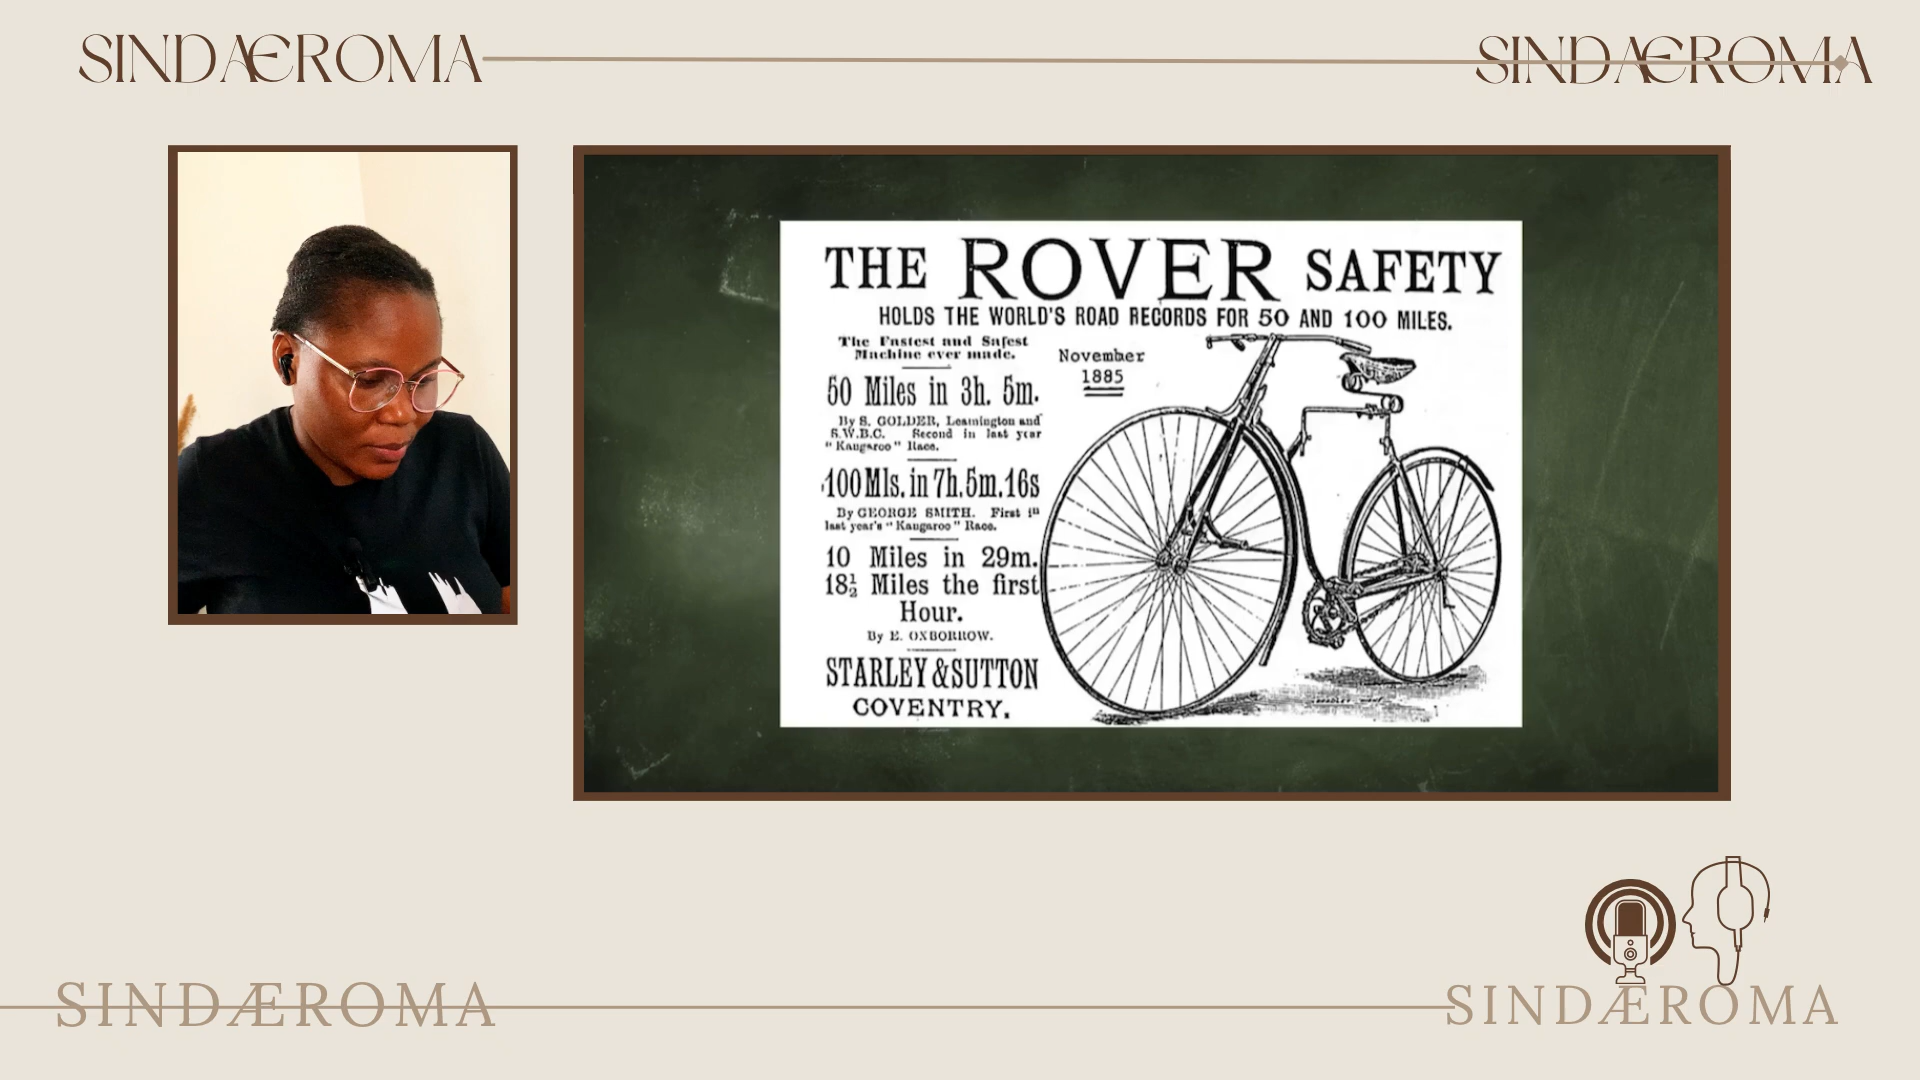 SINDÆROMA
SINDÆROMA
THE ROVER SAFETY
HOLDS THE WORLD'S ROAD RECORDS FOR 50 AND 100 MILES.
The Fastest and Safest
Machine ever made.
November
1885
50 Miles in 3h. 5m.
By S. GOLDER, Leamington and
S.W.B.C. Second in last year
"Kangaroo" Race.
100 Mls. in 7h. 5m. 16s
By GEORGE SMITH. First in
last year's "Kangaroo" Race.
10 Miles in 29m.
18½ Miles the first
Hour.
By E. OXBORROW.
STARLEY & SUTTON
COVENTRY.
SINDÆROMA
SINDÆROMA